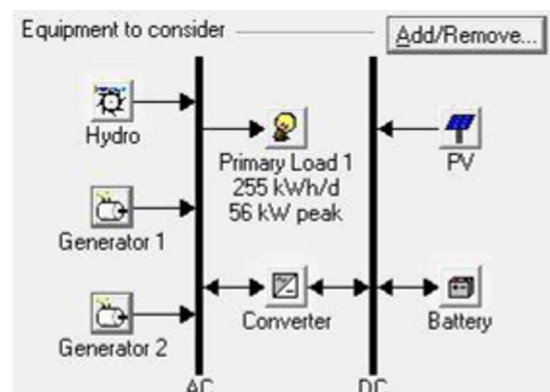 Equipment to consider
Add/Remove...
Hydro
Primary Load 1
255 kWh/d
56 kW peak
PV
Generator 1
Generator 2
Converter
Battery
AC
DC